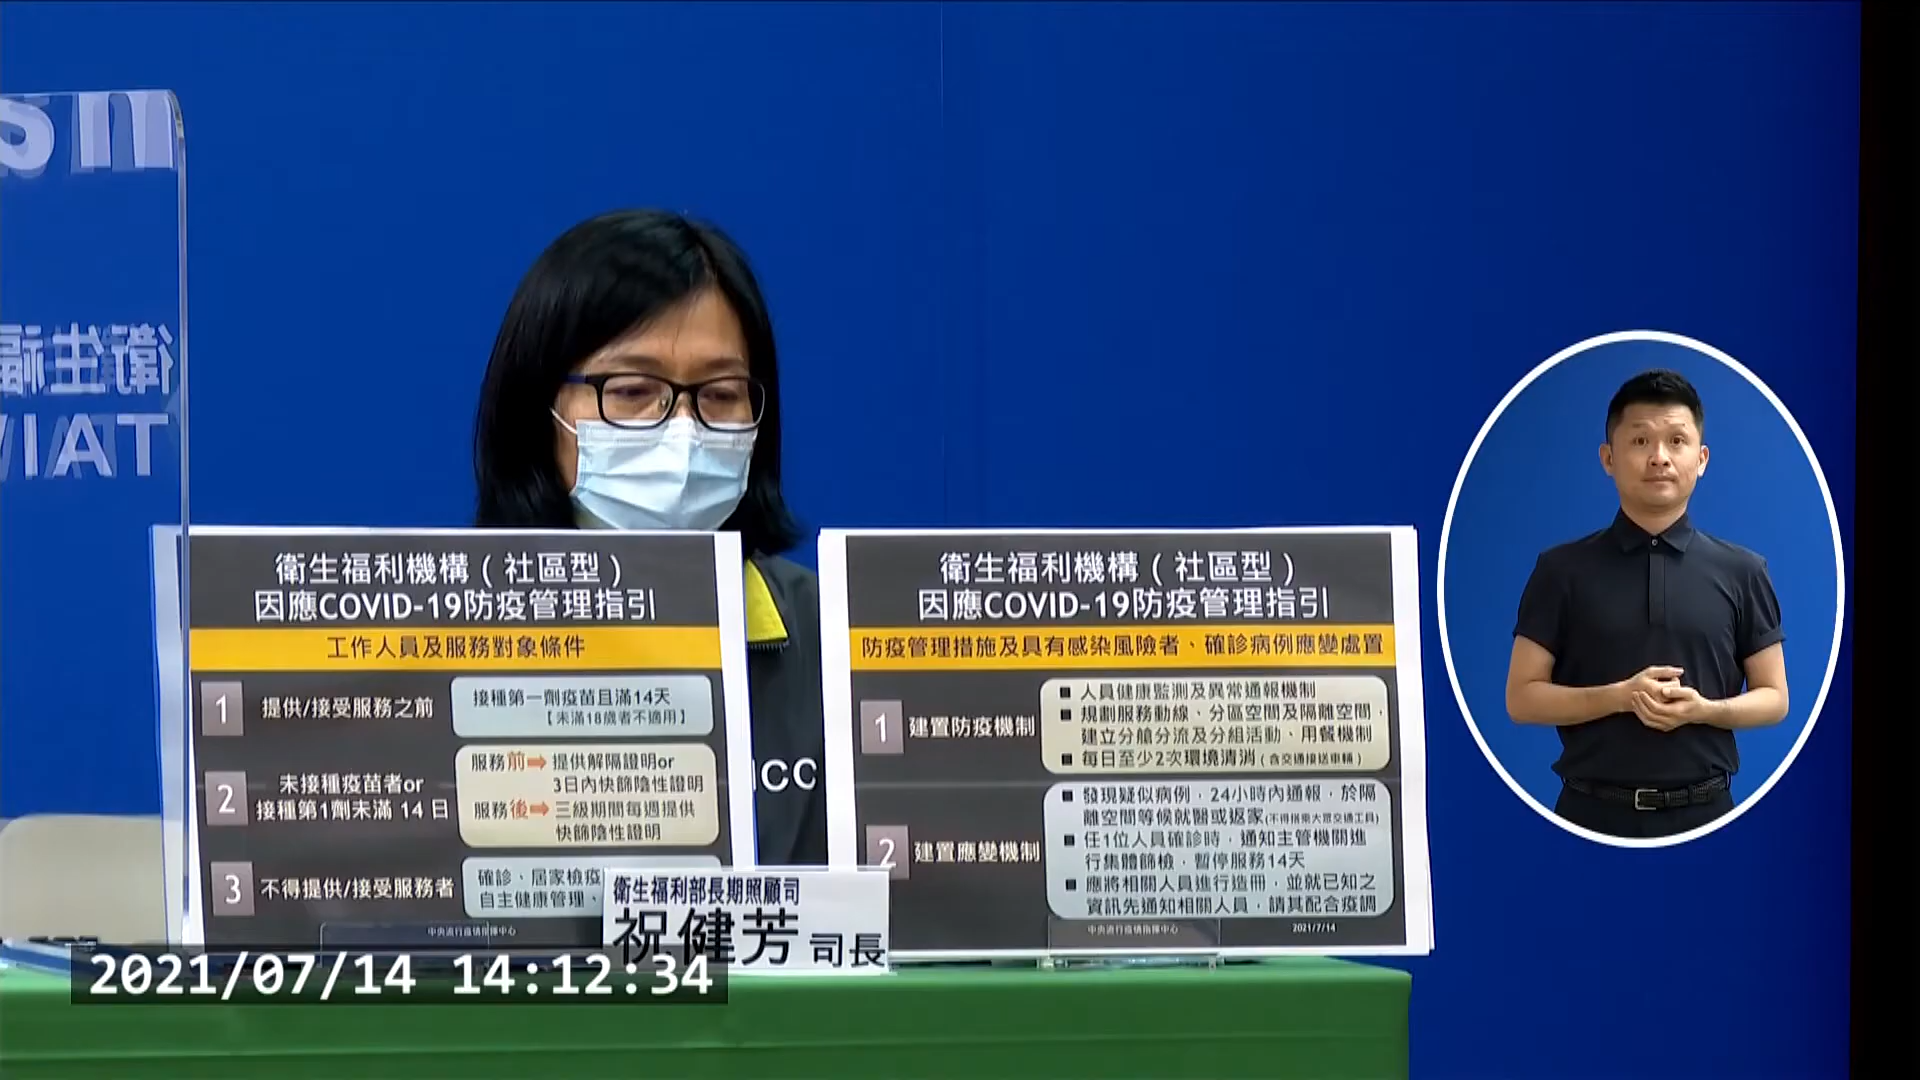 衛生福
TAIW
衛生福利機構（社區型）
因應COVID-19防疫管理指引
工作人員及服務對象條件
1 提供/接受服務之前
接種第一劑疫苗且滿14天
【未滿18歲者不適用】
2 未接種疫苗者or
接種第1劑未滿 14 日
服務前➡提供解隔證明or
3日內快篩陰性證明
服務後➡三級期間每週提供
快篩陰性證明
3 不得提供/接受服務者
確診、居家檢疫
自主健康管理、
中央流行疫情指揮中心
衛生福利機構（社區型）
因應COVID-19防疫管理指引
防疫管理措施及具有感染風險者、確診病例應變處置
1 建置防疫機制
■ 人員健康監測及異常通報機制
■ 規劃服務動線、分區空間及隔離空間，
建立分艙分流及分組活動、用餐機制
■ 每日至少2次環境清消(含交通接送車輛)
2 建置應變機制
■ 發現疑似病例，24小時內通報，於隔
離空間等候就醫或返家(不得搭乘大眾交通工具)
■ 任1位人員確診時，通知主管機關進
行集體篩檢，暫停服務14天
■ 應將相關人員進行造冊，並就已知之
資訊先通知相關人員，請其配合疫調
中央流行疫情指揮中心
2021/7/14
衛生福利部長期照顧司
祝健芳 司長
2021/07/14 14:12:34